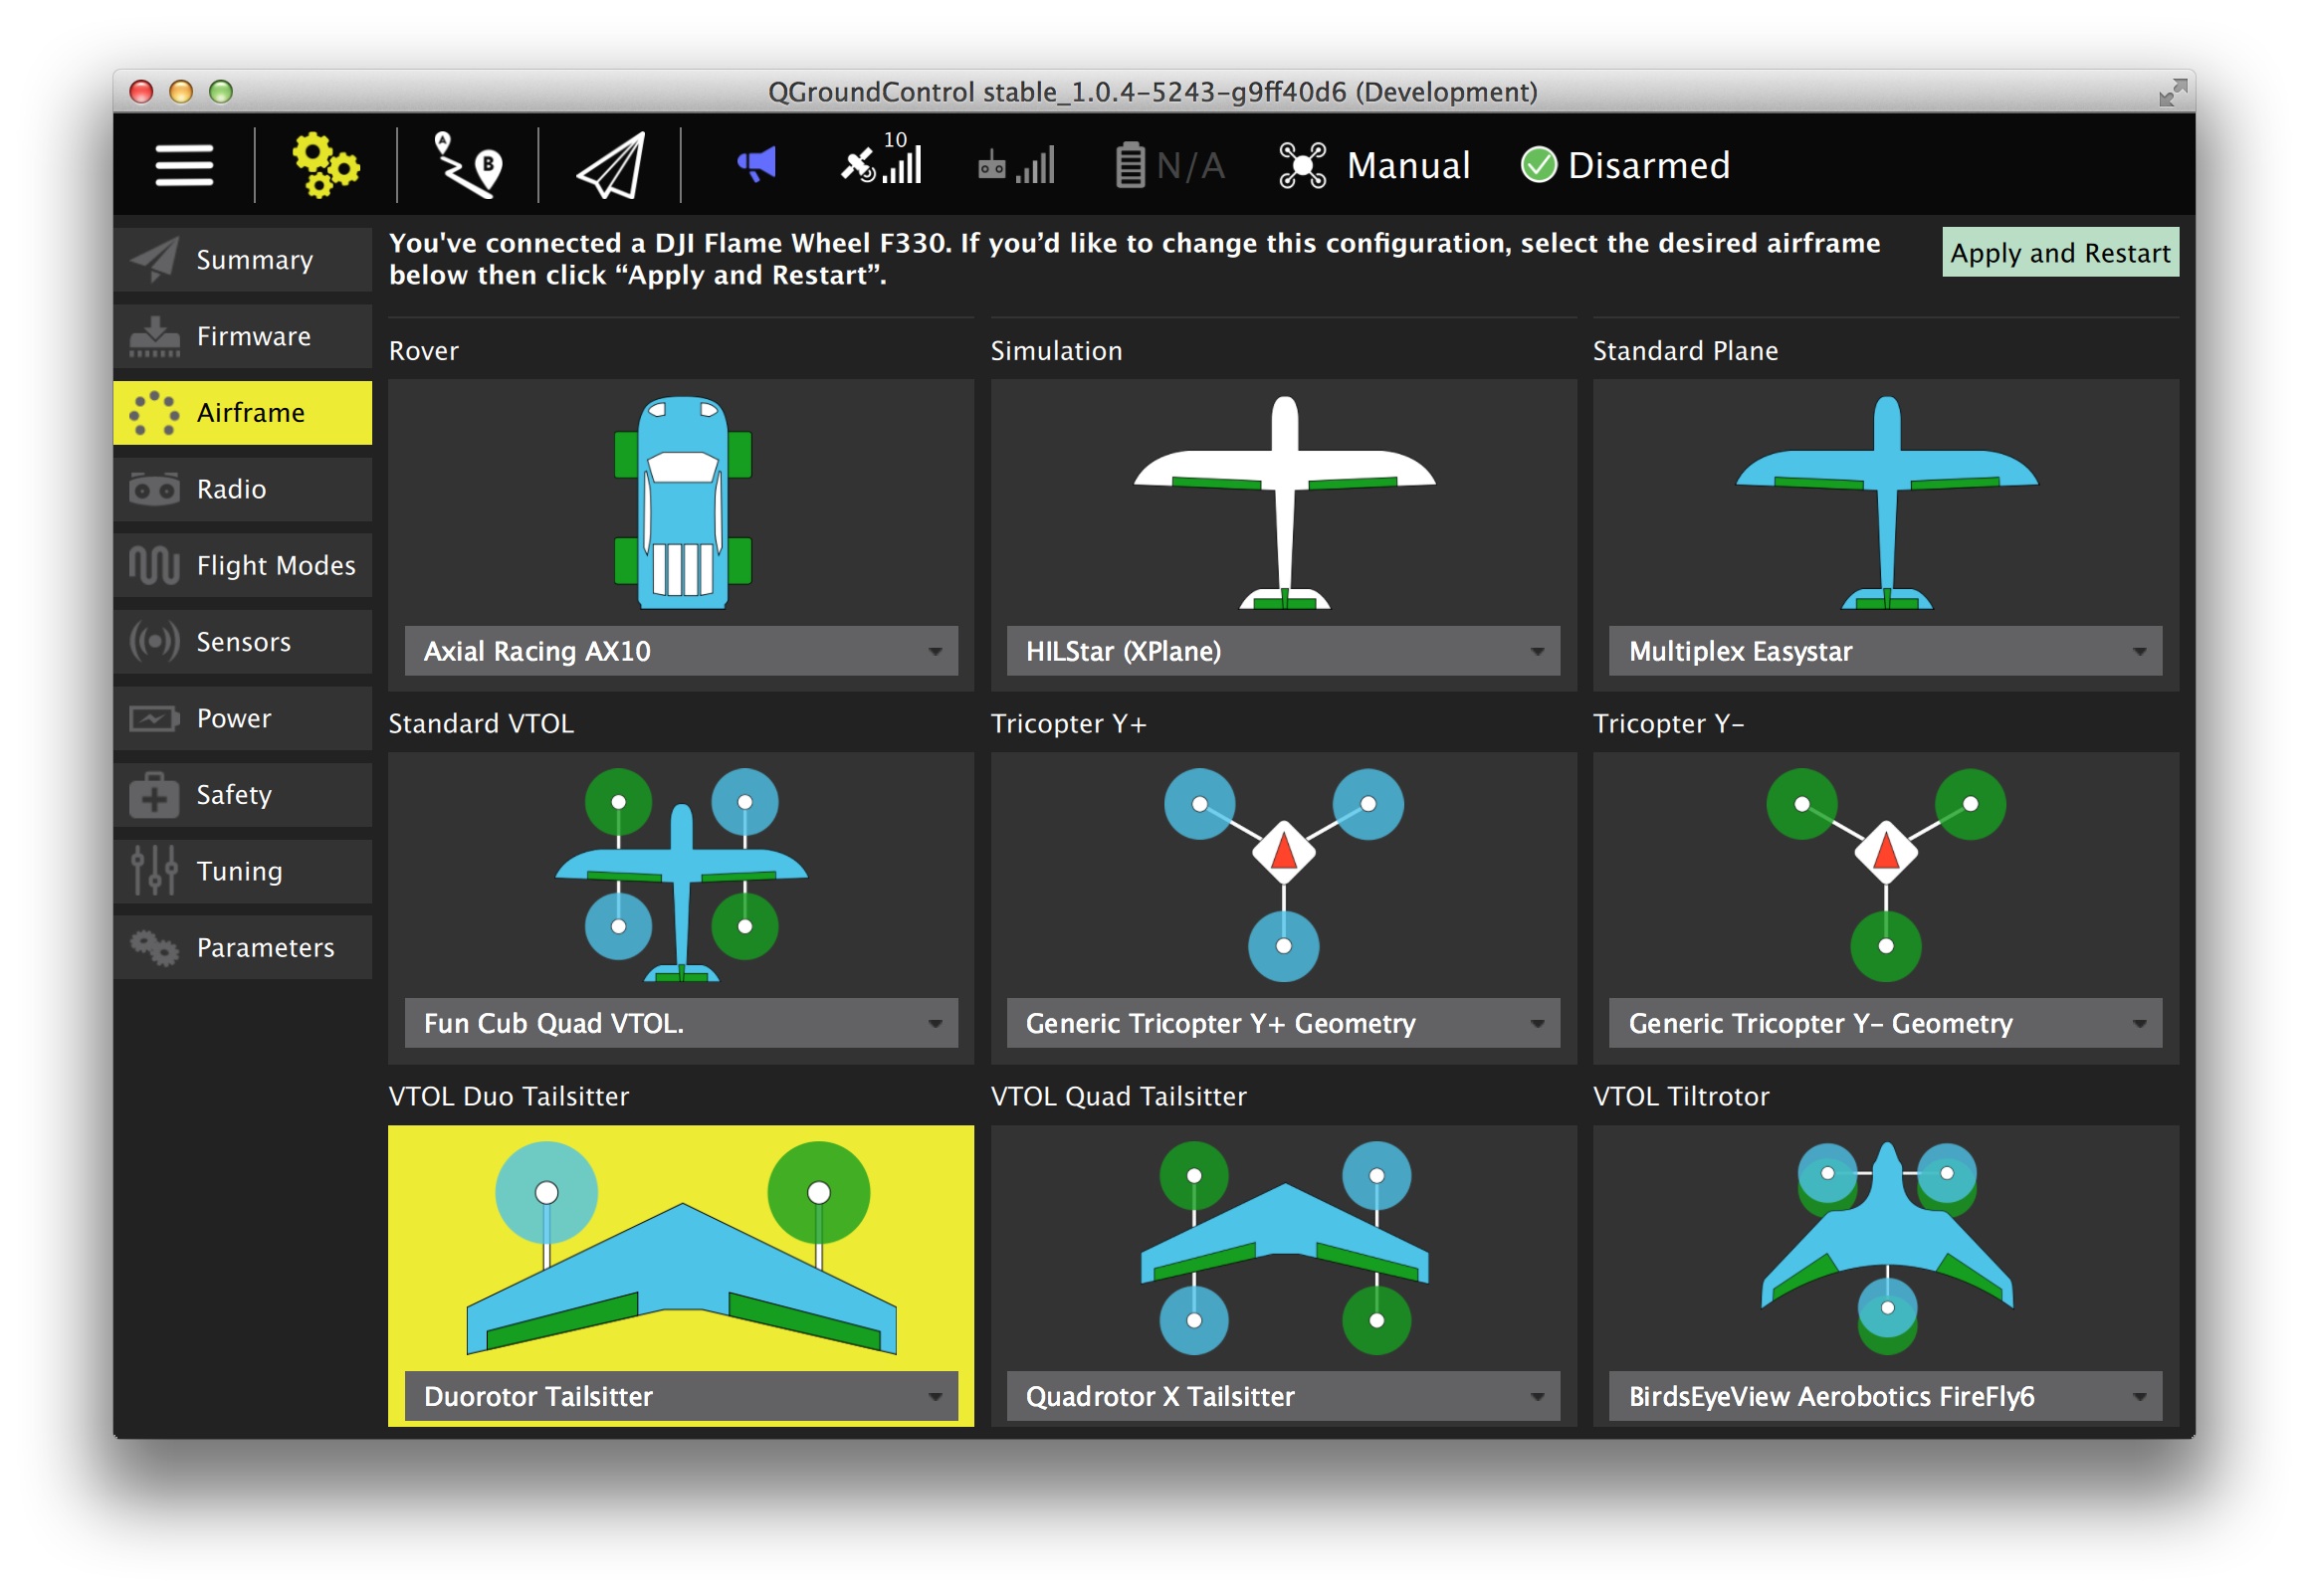 QGroundControl stable_1.0.4-5243-g9ff40d6 (Development)
10
A
B
N/A
Manual
Disarmed
Summary
Firmware
Airframe
Radio
Flight Modes
Sensors
Power
Safety
Tuning
Parameters
You've connected a DJI Flame Wheel F330. If you’d like to change this configuration, select the desired airframe
below then click “Apply and Restart”.
Apply and Restart
Rover
Simulation
Standard Plane
Axial Racing AX10
HILStar (XPlane)
Multiplex Easystar
Standard VTOL
Tricopter Y+
Tricopter Y-
Fun Cub Quad VTOL.
Generic Tricopter Y+ Geometry
Generic Tricopter Y- Geometry
VTOL Duo Tailsitter
VTOL Quad Tailsitter
VTOL Tiltrotor
Duorotor Tailsitter
Quadrotor X Tailsitter
BirdsEyeView Aerobotics FireFly6